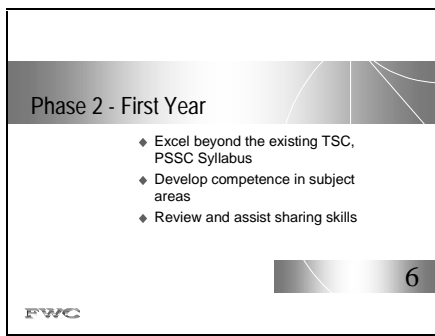 Phase 2 - First Year
Excel beyond the existing TSC,
PSSC Syllabus
Develop competence in subject
areas
Review and assist sharing skills
6
FWC